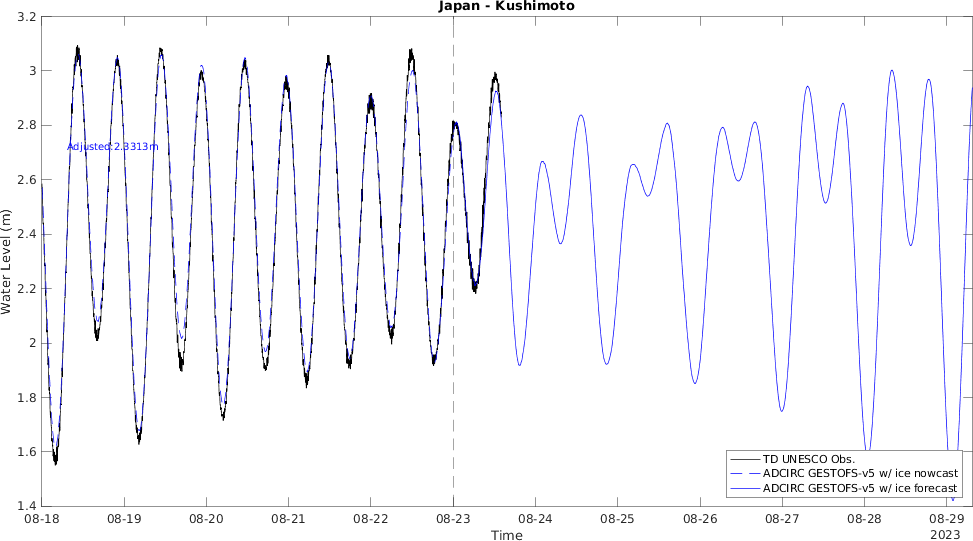 Japan - Kushimoto
3.2
3
2.8
2.6
2.4
2.2
2
1.8
1.6
1.4
Water Level (m)
Adjusted:2.3313m
TD UNESCO Obs.
ADCIRC GESTOFS-v5 w/ ice nowcast
ADCIRC GESTOFS-v5 w/ ice forecast
08-18 08-19 08-20 08-21 08-22 08-23 08-24 08-25 08-26 08-27 08-28 08-29
Time
2023